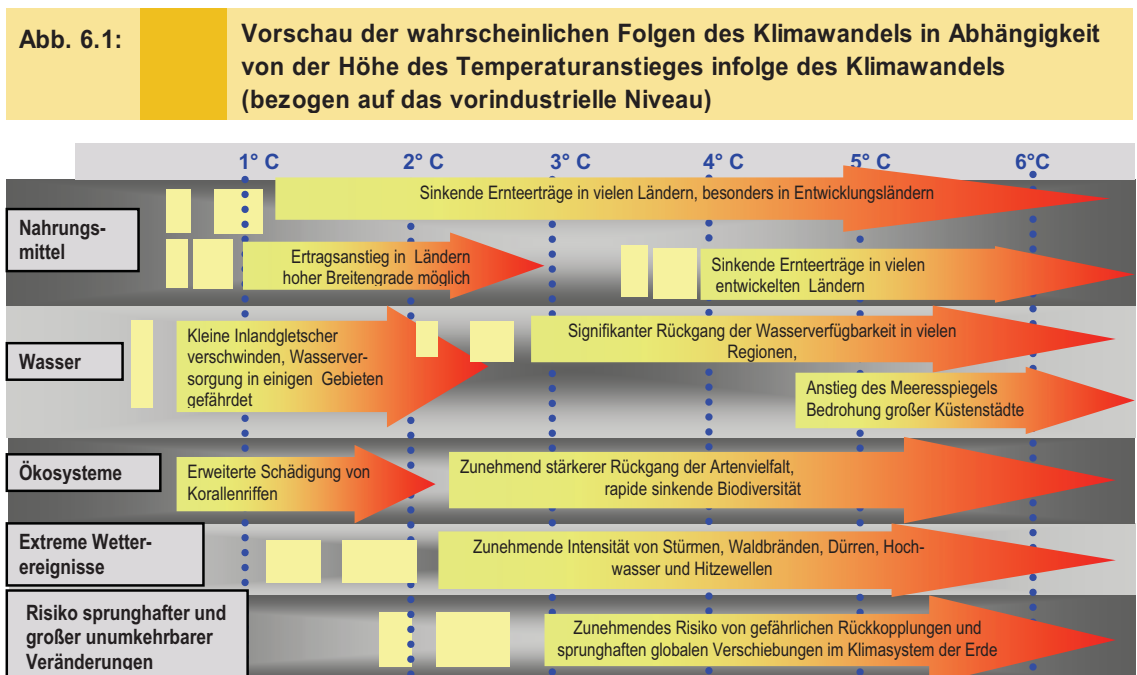 Abb. 6.1:
Vorschau der wahrscheinlichen Folgen des Klimawandels in Abhängigkeit
von der Höhe des Temperaturanstieges infolge des Klimawandels
(bezogen auf das vorindustrielle Niveau)
1° C 2° C 3° C 4° C 5° C 6°C
Nahrungs-
mittel
Sinkende Ernteerträge in vielen Ländern, besonders in Entwicklungsländern
Ertragsanstieg in Ländern
hoher Breitengrade möglich
Sinkende Ernteerträge in vielen
entwickelten Ländern
Wasser
Kleine Inlandgletscher
verschwinden, Wasserver-
sorgung in einigen Gebieten
gefährdet
Signifikanter Rückgang der Wasserverfügbarkeit in vielen
Regionen,
Anstieg des Meeresspiegels
Bedrohung großer Küstenstädte
Ökosysteme
Erweiterte Schädigung von
Korallenriffen
Zunehmend stärkerer Rückgang der Artenvielfalt,
rapide sinkende Biodiversität
Extreme Wetter-
ereignisse
Zunehmende Intensität von Stürmen, Waldbränden, Dürren, Hoch-
wasser und Hitzewellen
Risiko sprunghafter und
großer unumkehrbarer
Veränderungen
Zunehmendes Risiko von gefährlichen Rückkopplungen und
sprunghaften globalen Verschiebungen im Klimasystem der Erde